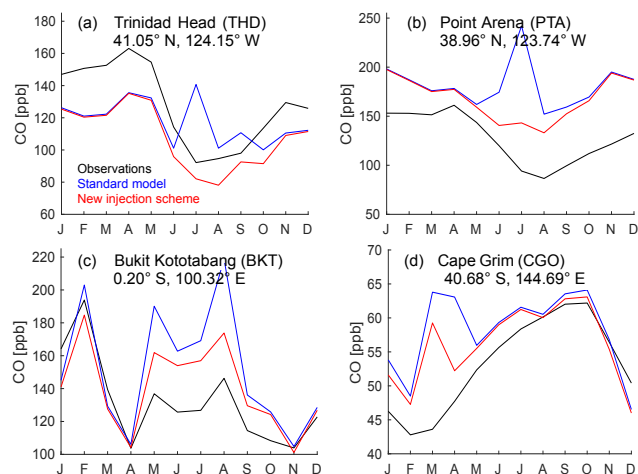 (a) Trinidad Head (THD)
41.05° N, 124.15° W
CO [ppb]
160
140
120
100
80
60
Observations
Standard model
New injection scheme
J F M A M J J A S O N D
(b) Point Arena (PTA)
38.96° N, 123.74° W
CO [ppb]
250
200
150
100
50
J F M A M J J A S O N D
(c) Bukit Kototabang (BKT)
0.20° S, 100.32° E
CO [ppb]
220
200
180
160
140
120
100
J F M A M J J A S O N D
(d) Cape Grim (CGO)
40.68° S, 144.69° E
CO [ppb]
70
65
60
55
50
45
40
J F M A M J J A S O N D